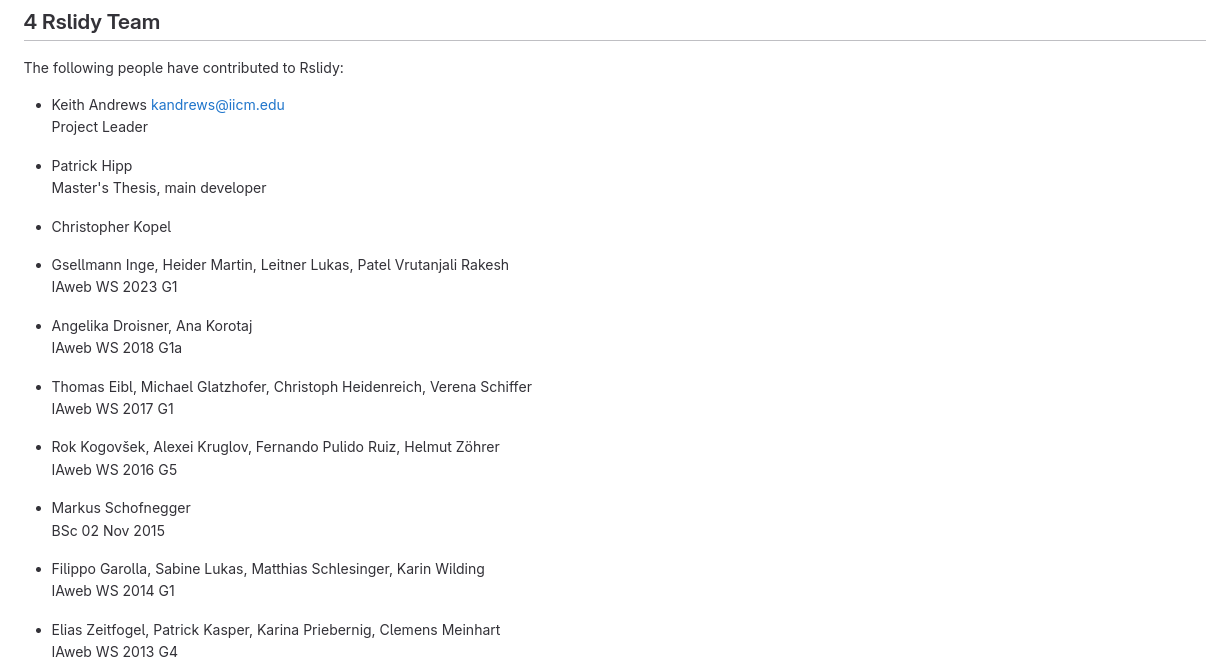 4 Rslidy Team
The following people have contributed to Rslidy:
Keith Andrews kandrews@iicm.edu
Project Leader
Patrick Hipp
Master's Thesis, main developer
Christopher Kopel
Gsellmann Inge, Heider Martin, Leitner Lukas, Patel Vrutanjali Rakesh
IAweb WS 2023 G1
Angelika Droisner, Ana Korotaj
IAweb WS 2018 G1a
Thomas Eibl, Michael Glatzhofer, Christoph Heidenreich, Verena Schiffer
IAweb WS 2017 G1
Rok Kogovšek, Alexei Kruglov, Fernando Pulido Ruiz, Helmut Zöhrer
IAweb WS 2016 G5
Markus Schofnegger
BSc 02 Nov 2015
Filippo Garolla, Sabine Lukas, Matthias Schlesinger, Karin Wilding
IAweb WS 2014 G1
Elias Zeitfogel, Patrick Kasper, Karina Priebernig, Clemens Meinhart
IAweb WS 2013 G4